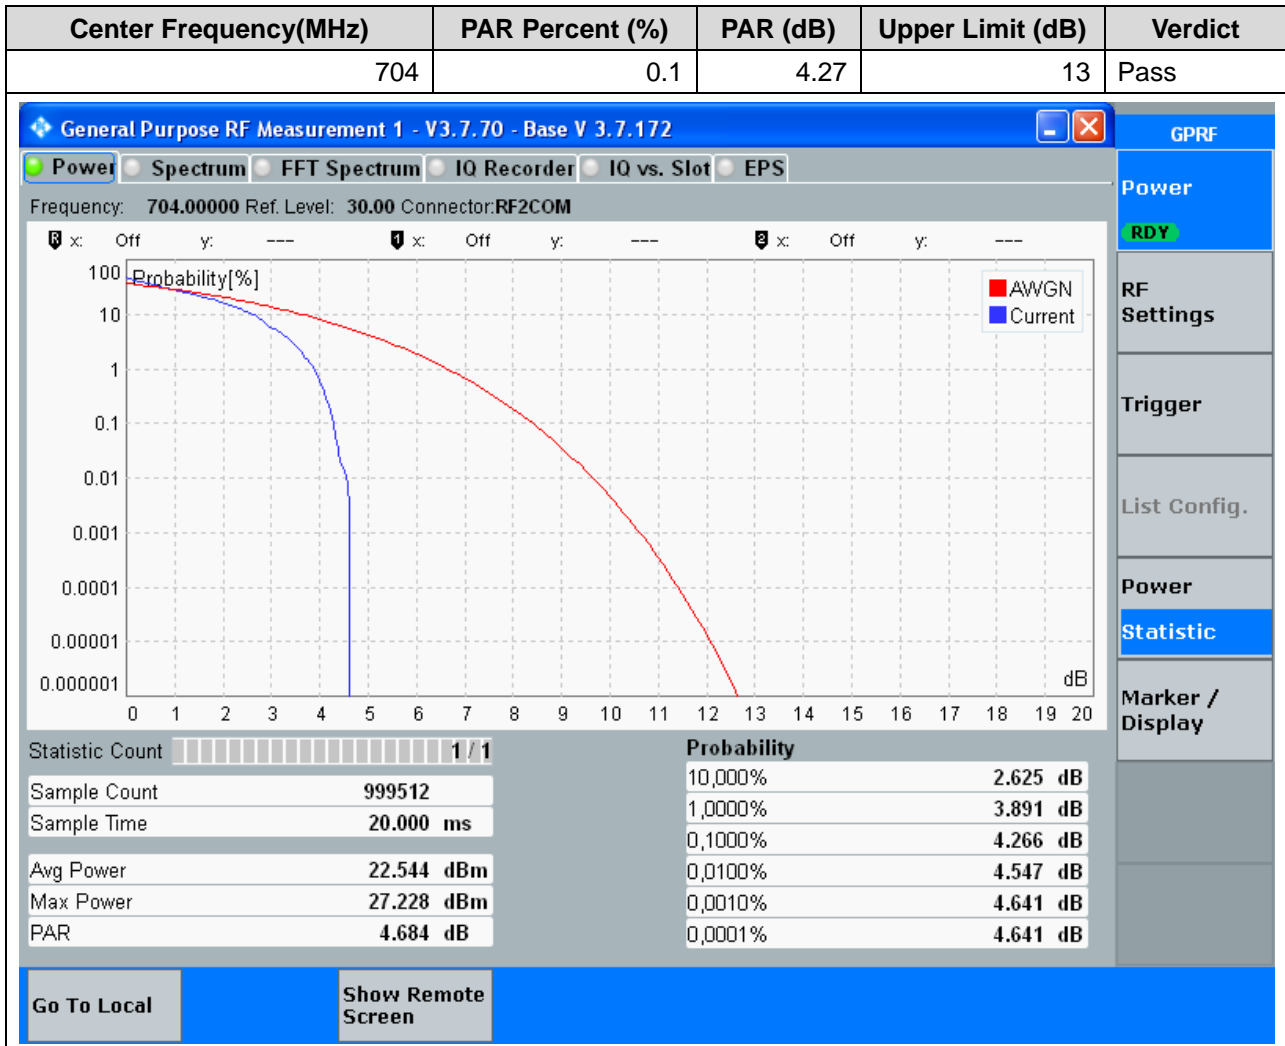 Center Frequency(MHz) PAR Percent (%) PAR (dB) Upper Limit (dB) Verdict
704 0.1 4.27 13 Pass
General Purpose RF Measurement 1 - V3.7.70 - Base V 3.7.172
GPRF
Power Spectrum FFT Spectrum IQ Recorder IQ vs. Slot EPS
Frequency: 704.00000 Ref. Level: 30.00 Connector:RF2COM
R x: Off y: --- 1 x: Off y: --- 2 x: Off y: ---
Probability[%]
AWGN
Current
100
10
1
0.1
0.01
0.001
0.0001
0.00001
0.000001
dB
0 1 2 3 4 5 6 7 8 9 10 11 12 13 14 15 16 17 18 19 20
Statistic Count 1 / 1
Sample Count 999512
Sample Time 20.000 ms
Avg Power 22.544 dBm
Max Power 27.228 dBm
PAR 4.684 dB
Probability
10,000% 2.625 dB
1,0000% 3.891 dB
0,1000% 4.266 dB
0,0100% 4.547 dB
0,0010% 4.641 dB
0,0001% 4.641 dB
Power
RDY
RF
Settings
Trigger
List Config.
Power
Statistic
Marker /
Display
Go To Local
Show Remote
Screen